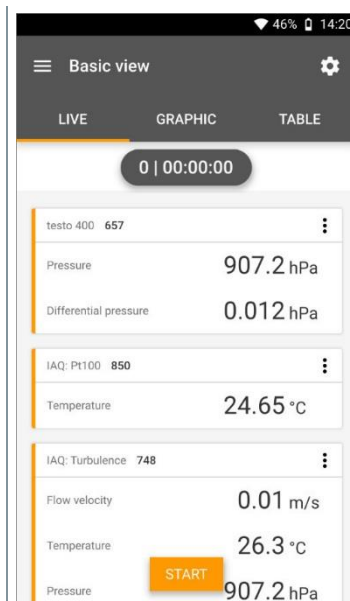 46% 14:20
Basic view
LIVE GRAPHIC TABLE
0 | 00:00:00
testo 400 657
Pressure 907.2 hPa
Differential pressure 0.012 hPa
IAQ: Pt100 850
Temperature 24.65 °C
IAQ: Turbulence 748
Flow velocity 0.01 m/s
Temperature 26.3 °C
START
Pressure 907.2 hPa